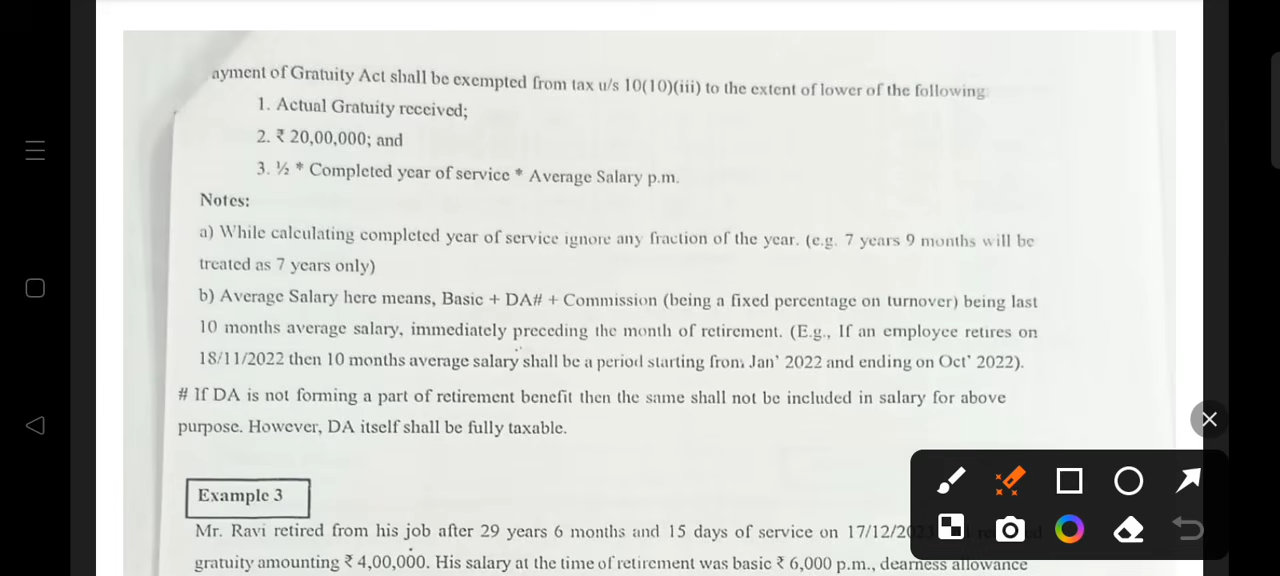 ayment of Gratuity Act shall be exempted from tax u/s 10(10)(iii) to the extent of lower of the following:
1. Actual Gratuity received;
2. ₹ 20,00,000; and
3. ½ * Completed year of service * Average Salary p.m.
Notes:
a) While calculating completed year of service ignore any fraction of the year. (e.g. 7 years 9 months will be
treated as 7 years only)
b) Average Salary here means, Basic + DA# + Commission (being a fixed percentage on turnover) being last
10 months average salary, immediately preceding the month of retirement. (E.g., If an employee retires on
18/11/2022 then 10 months average salary shall be a period starting from Jan' 2022 and ending on Oct' 2022).
# If DA is not forming a part of retirement benefit then the same shall not be included in salary for above
purpose. However, DA itself shall be fully taxable.
Example 3
Mr. Ravi retired from his job after 29 years 6 months and 15 days of service on 17/12/20
gratuity amounting ₹ 4,00,000. His salary at the time of retirement was basic ₹ 6,000 p.m., dearness allowance